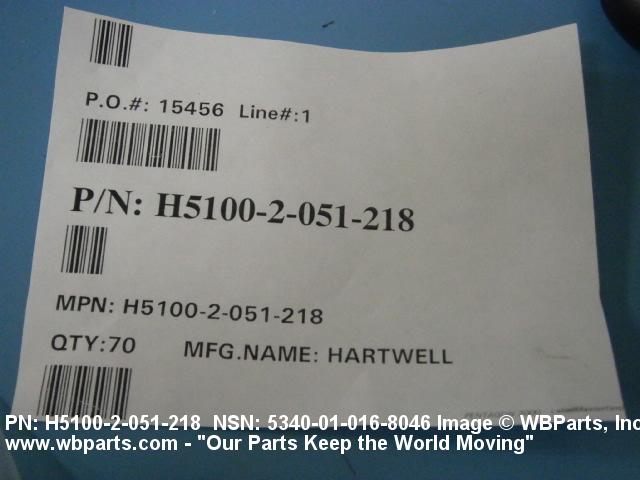 P.O.#: 15456 Line#:1
P/N: H5100-2-051-218
MPN: H5100-2-051-218
QTY:70 MFG.NAME: HARTWELL
PN: H5100-2-051-218 NSN: 5340-01-016-8046 Image © WBParts, Inc
www.wbparts.com - "Our Parts Keep the World Moving"